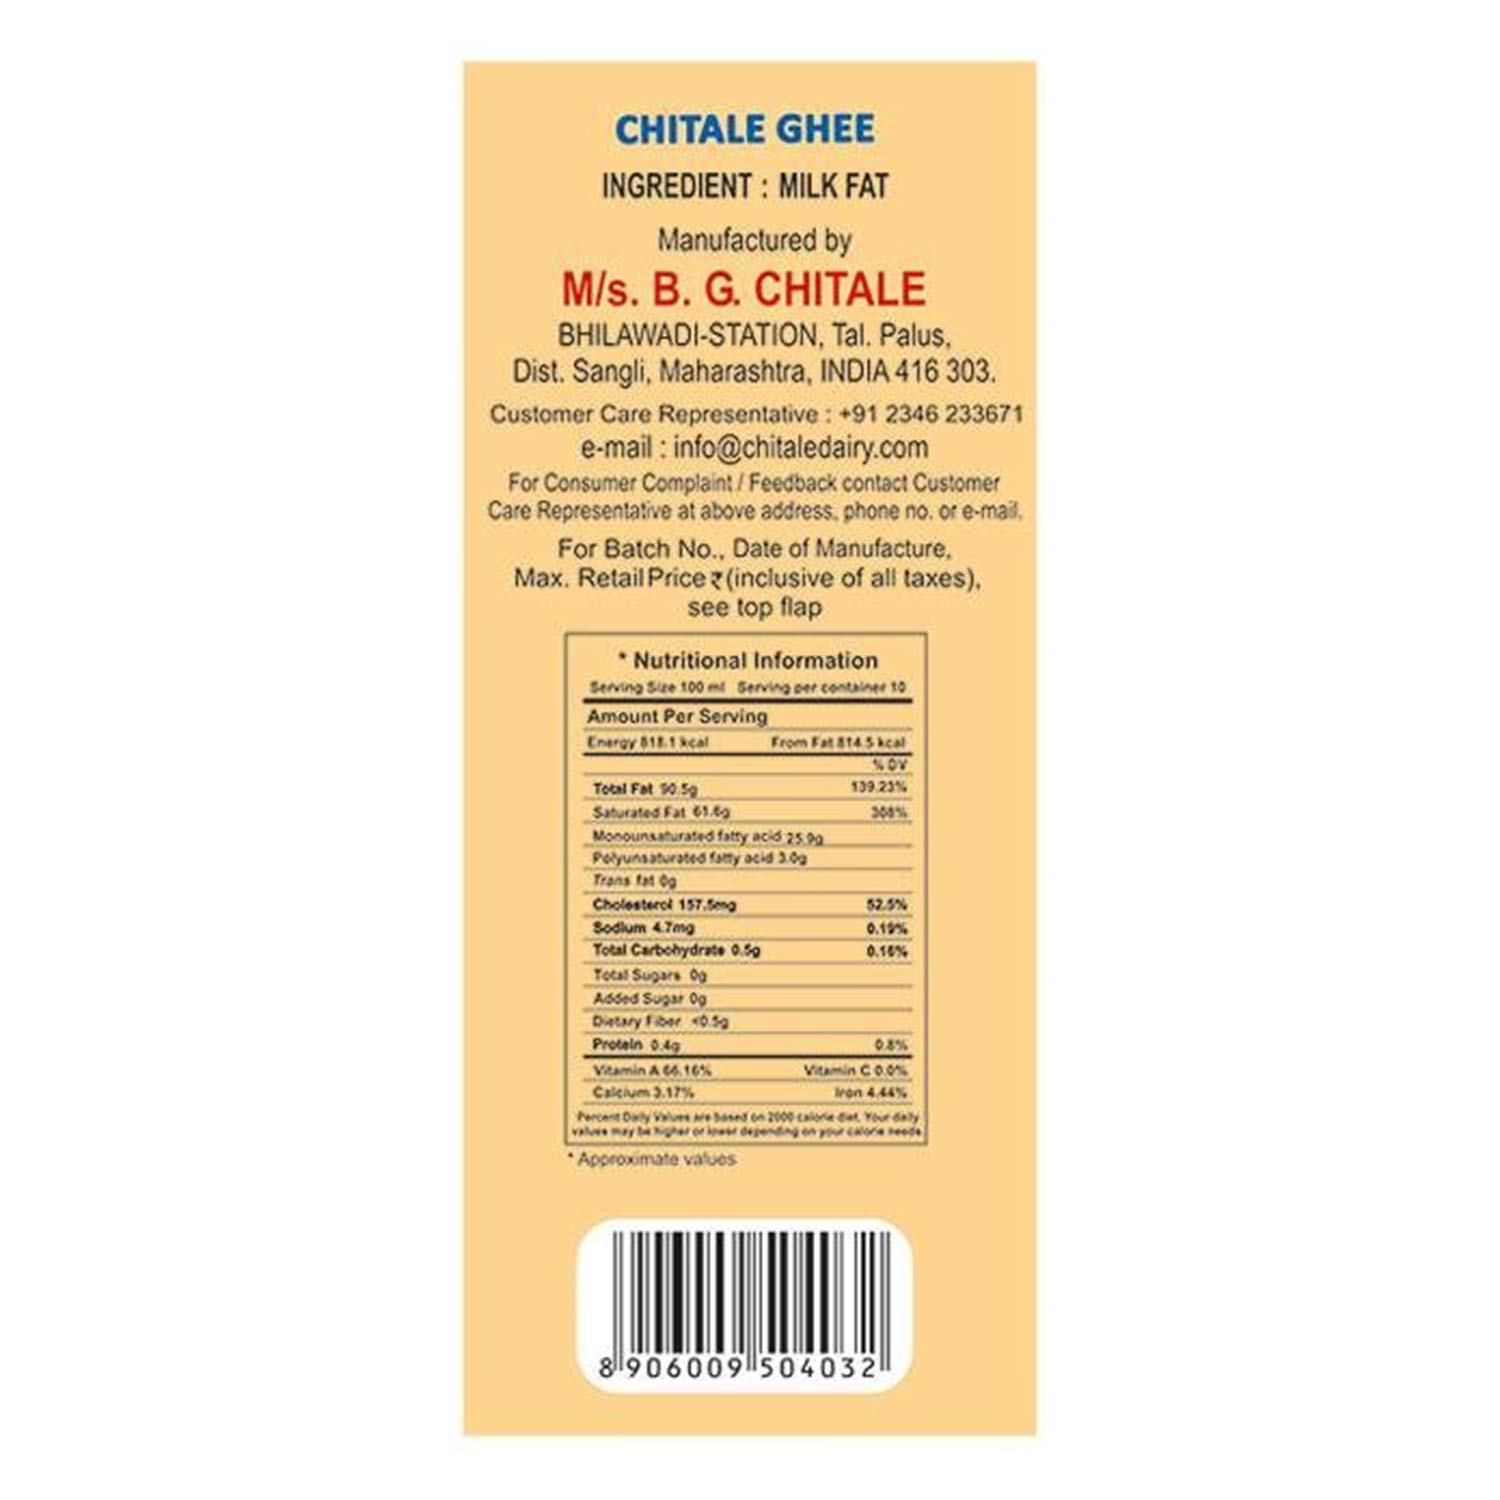 CHITALE GHEE
INGREDIENT : MILK FAT
Manufactured by
M/s. B. G. CHITALE
BHILAWADI-STATION, Tal. Palus,
Dist. Sangli, Maharashtra, INDIA 416 303.
Customer Care Representative : +91 2346 233671
e-mail : info@chitaledairy.com
For Consumer Complaint / Feedback contact Customer
Care Representative at above address, phone no. or e-mail.
For Batch No., Date of Manufacture,
Max. Retail Price ₹ (inclusive of all taxes),
see top flap
* Nutritional Information
Serving Size 100 ml Serving per container 10
Amount Per Serving
Energy 818.1 kcal From Fat 814.5 kcal
% DV
Total Fat 90.5g 139.23%
Saturated Fat 61.6g 308%
Monounsaturated fatty acid 25.9g
Polyunsaturated fatty acid 3.0g
Trans fat 0g
Cholesterol 157.5mg 52.5%
Sodium 4.7mg 0.19%
Total Carbohydrate 0.5g 0.16%
Total Sugars 0g
Added Sugar 0g
Dietary Fiber <0.5g
Protein 0.4g 0.8%
Vitamin A 66.16% Vitamin C 0.0%
Calcium 3.17% Iron 4.44%
Percent Daily Values are based on 2000 calorie diet. Your daily
values may be higher or lower depending on your calorie needs.
* Approximate values
8 906009 504032